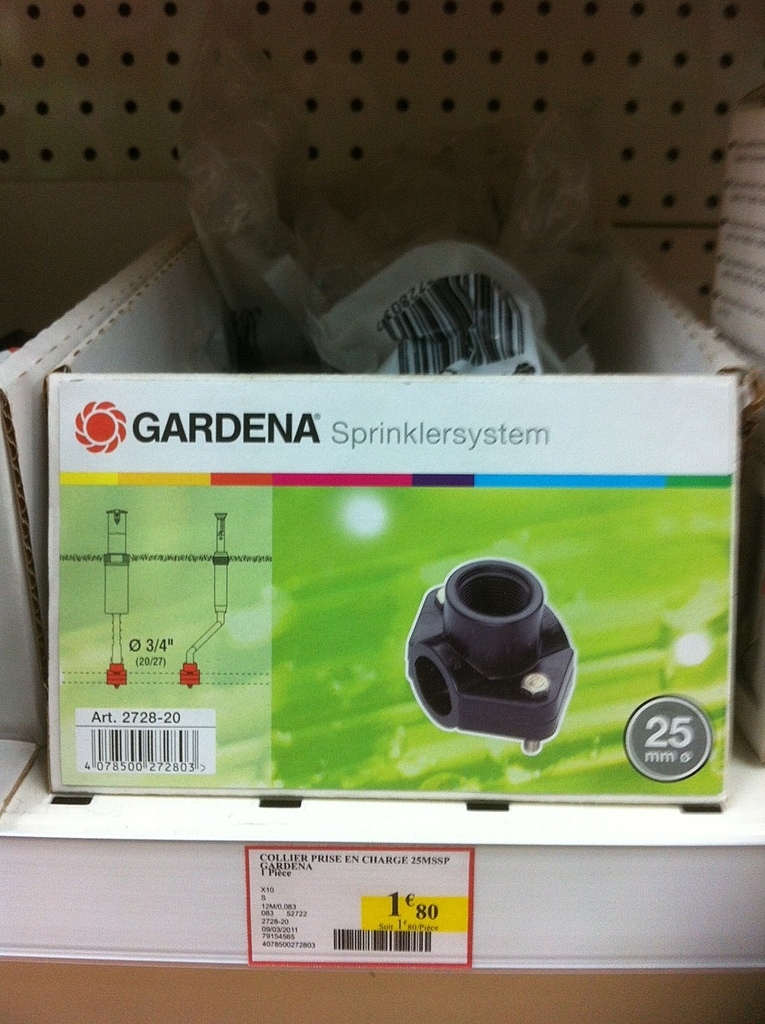 GARDENA® Sprinklersystem
Ø 3/4"
(20/27)
Art. 2728-20
4 078500 272803 >
25
mm ø
COLLIER PRISE EN CHARGE 25MSSP
GARDENA
1 Pièce
X10
S
12M/0,083
083 52722
2728-20
09/03/2011
79154565
4078500272803
1€80
Soit 1€80/Pièce